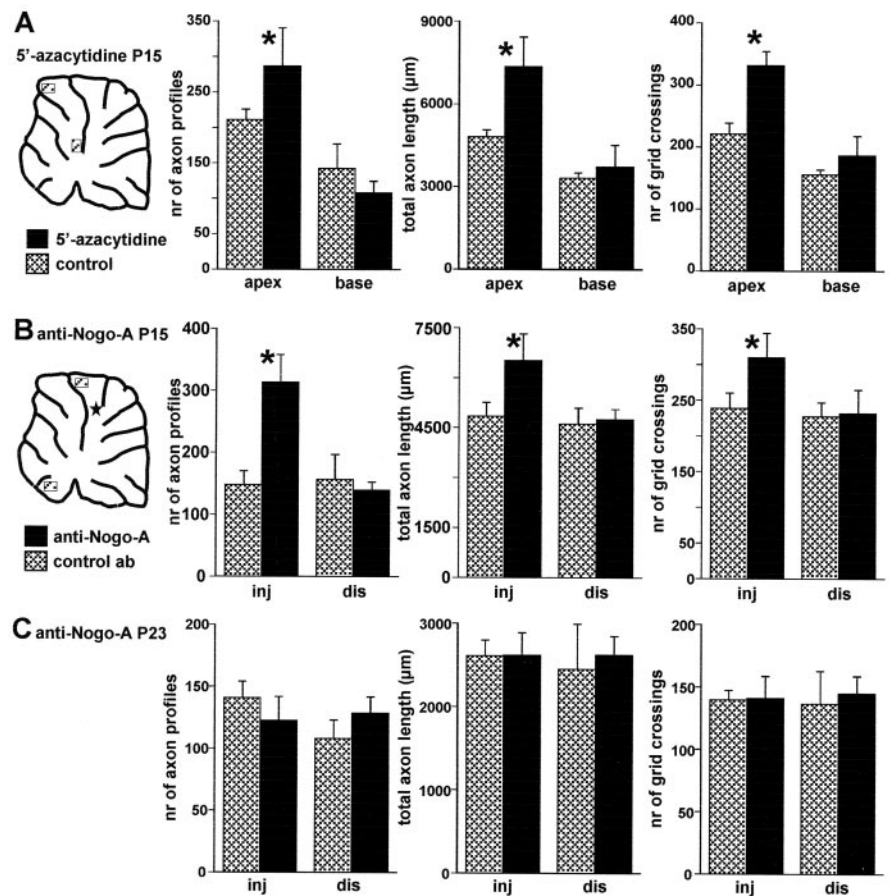 A
5'-azacytidine P15
5'-azacytidine
control
nr of axon profiles
350
250
150
50
0
apex base
total axon length (µm)
9000
6000
3000
0
apex base
nr of grid crossings
400
300
200
100
0
apex base
B anti-Nogo-A P15
anti-Nogo-A
control ab
nr of axon profiles
400
300
200
100
0
inj dis
total axon length (µm)
7500
4500
1500
0
inj dis
nr of grid crossings
350
250
150
50
0
inj dis
C anti-Nogo-A P23
nr of axon profiles
200
150
100
50
0
inj dis
total axon length (µm)
3000
2000
1000
0
inj dis
nr of grid crossings
200
150
100
50
0
inj dis